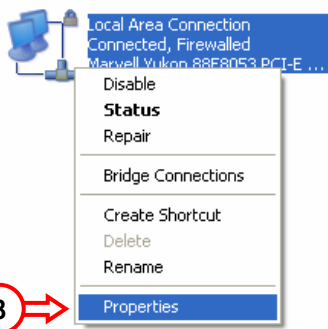 Local Area Connection
Connected, Firewalled
Marvell Yukon 88E8053 PCI-E ...
Disable
Status
Repair
Bridge Connections
Create Shortcut
Delete
Rename
Properties